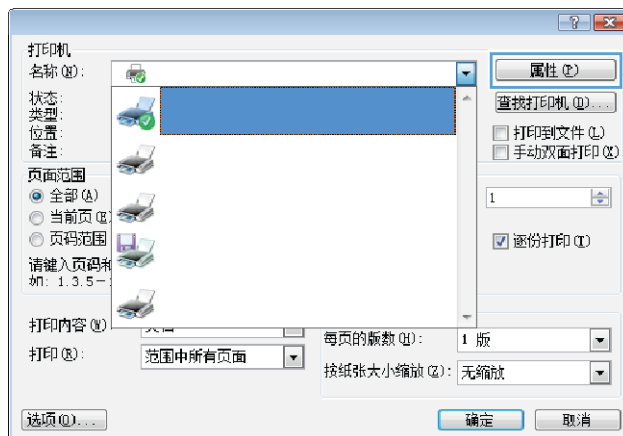 打印机
名称(N):
属性(P)
状态:
类型:
位置:
备注:
查找打印机(D)...
打印到文件(L)
手动双面打印(X)
页面范围
全部(A)
当前页(E
页码范围
请键入页码和
如: 1.3.5-
1
逐份打印(T)
打印内容(W):
打印(R):
范围中所有页面
每页的版数(H):
1 版
按纸张大小缩放(Z):
无缩放
选项(O)...
确定
取消